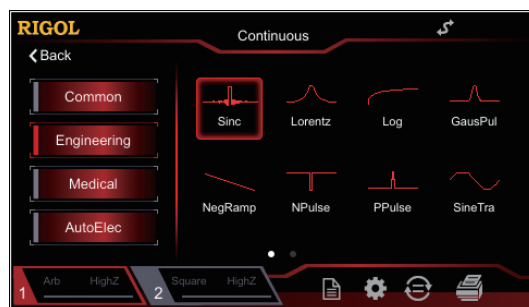 RIGOL
Continuous
Back
Common
Engineering
Medical
AutoElec
Sinc
Lorentz
Log
GausPul
NegRamp
NPulse
PPulse
SineTra
1
Arb
HighZ
2
Square
HighZ